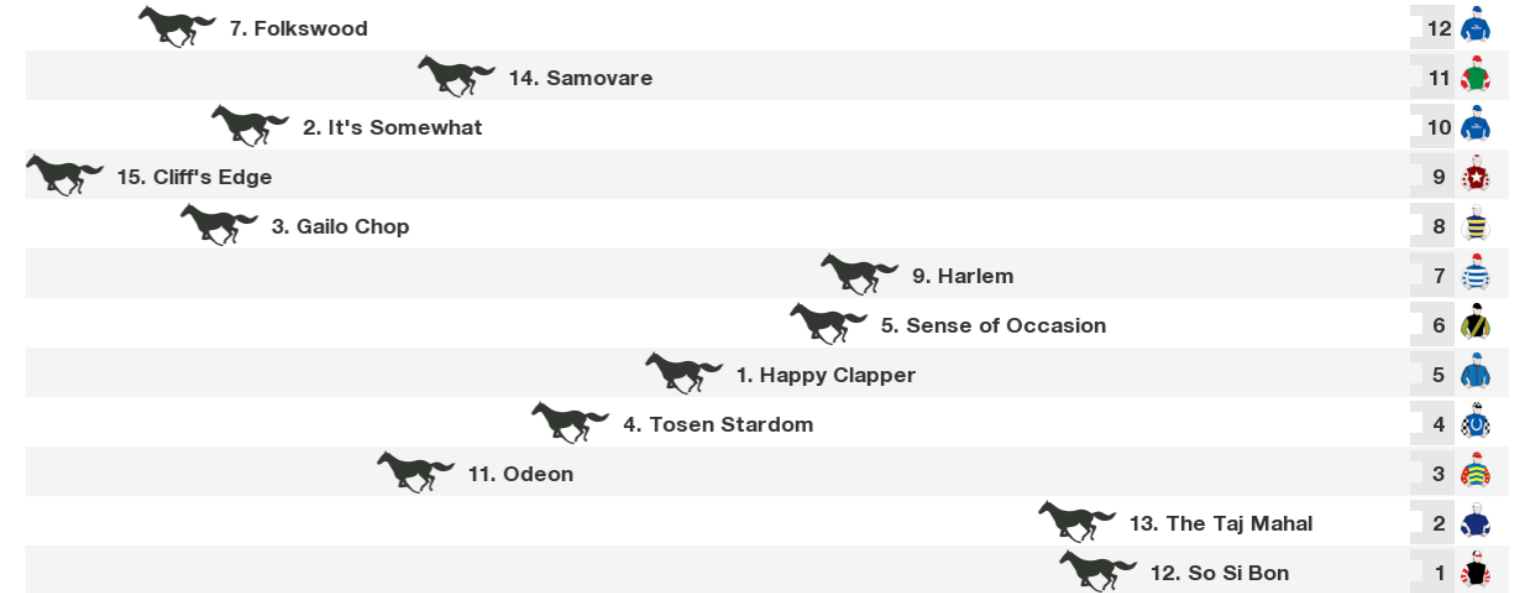 7. Folkswood 12
14. Samovare 11
2. It's Somewhat 10
15. Cliff's Edge 9
3. Gailo Chop 8
9. Harlem 7
5. Sense of Occasion 6
1. Happy Clapper 5
4. Tosen Stardom 4
11. Odeon 3
13. The Taj Mahal 2
12. So Si Bon 1